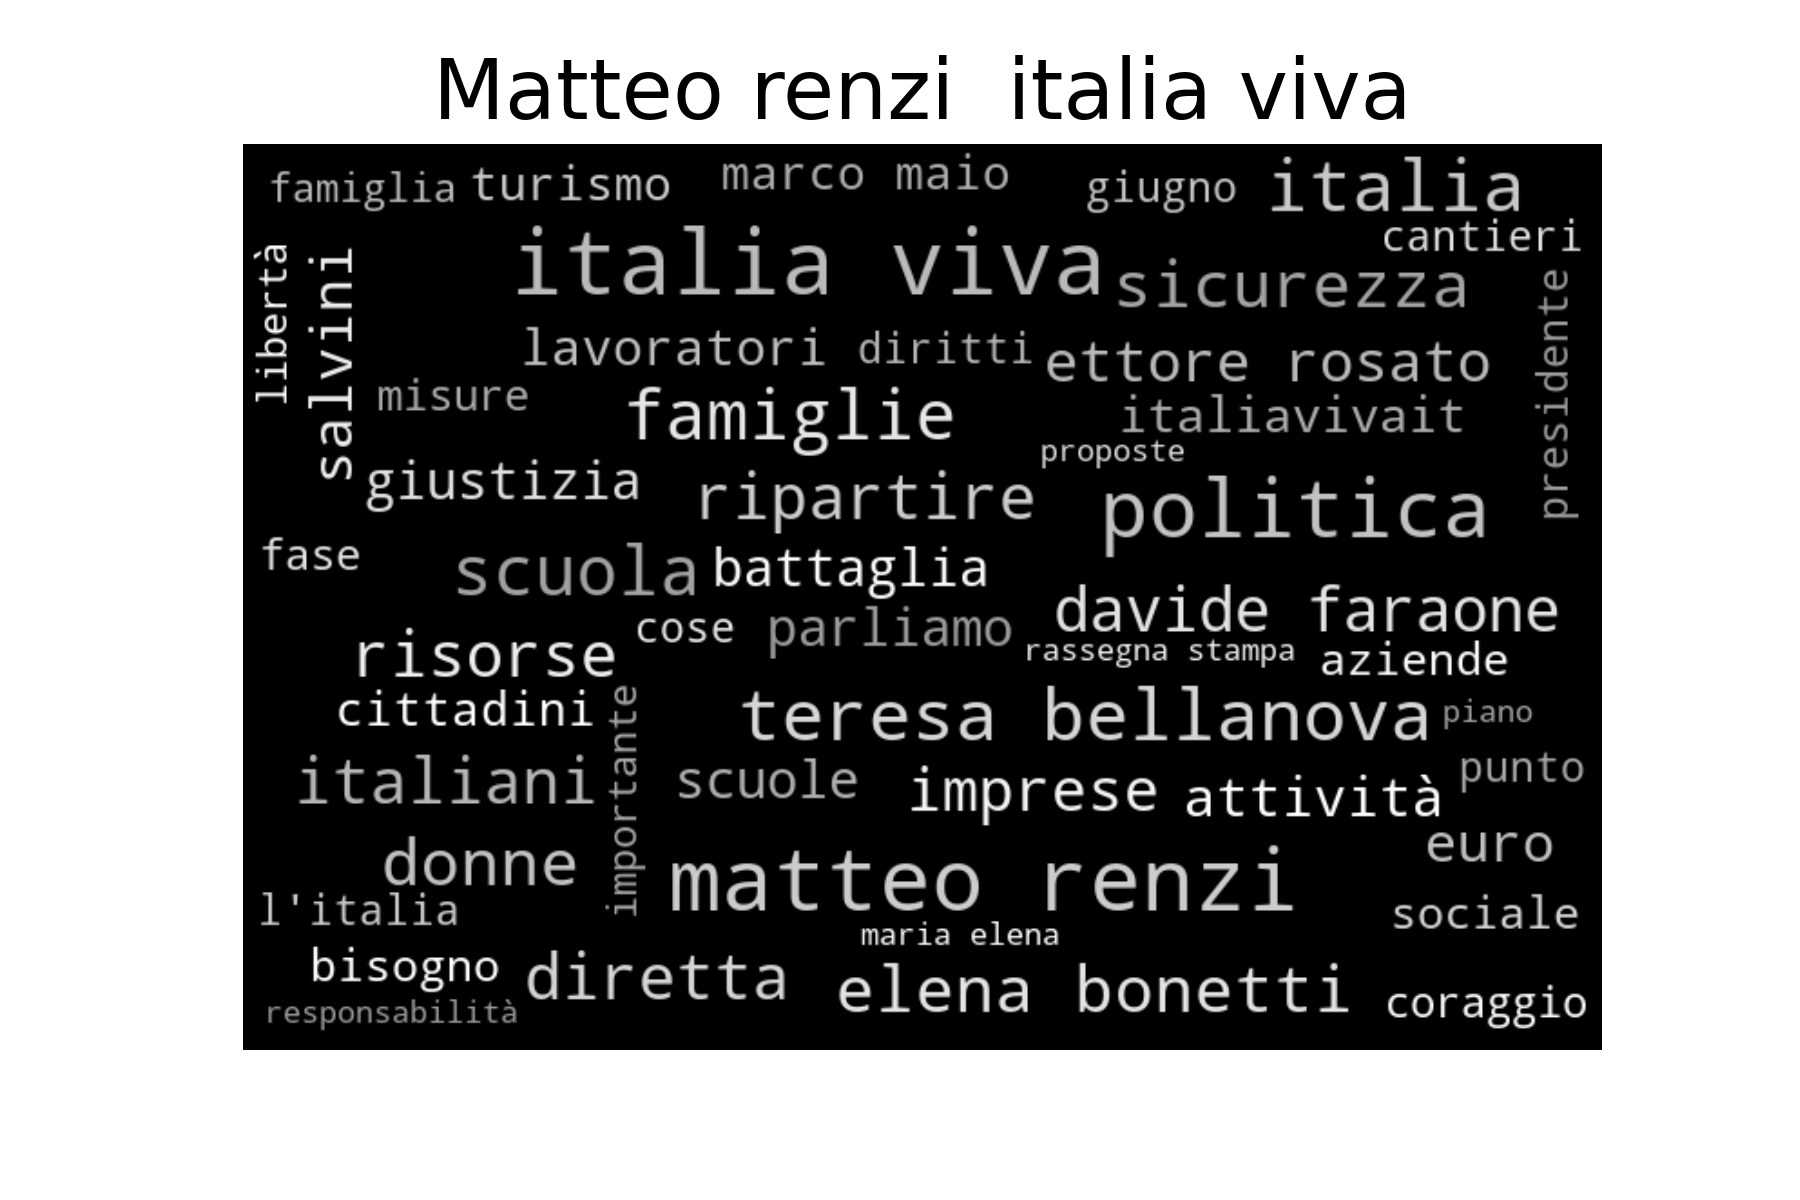 Matteo renzi  italia viva
famiglia turismo marco maio giugno italia
cantieri
libertà salvini italia viva sicurezza presidente
lavoratori diritti ettore rosato
misure famiglie italiavivait
proposte
giustizia ripartire politica
fase scuola battaglia
davide faraone
cose parliamo
risorse rassegna stampa aziende
cittadini importante teresa bellanova piano
italiani scuole imprese attività punto
donne matteo renzi euro
l'italia sociale
maria elena
bisogno diretta elena bonetti coraggio
responsabilità